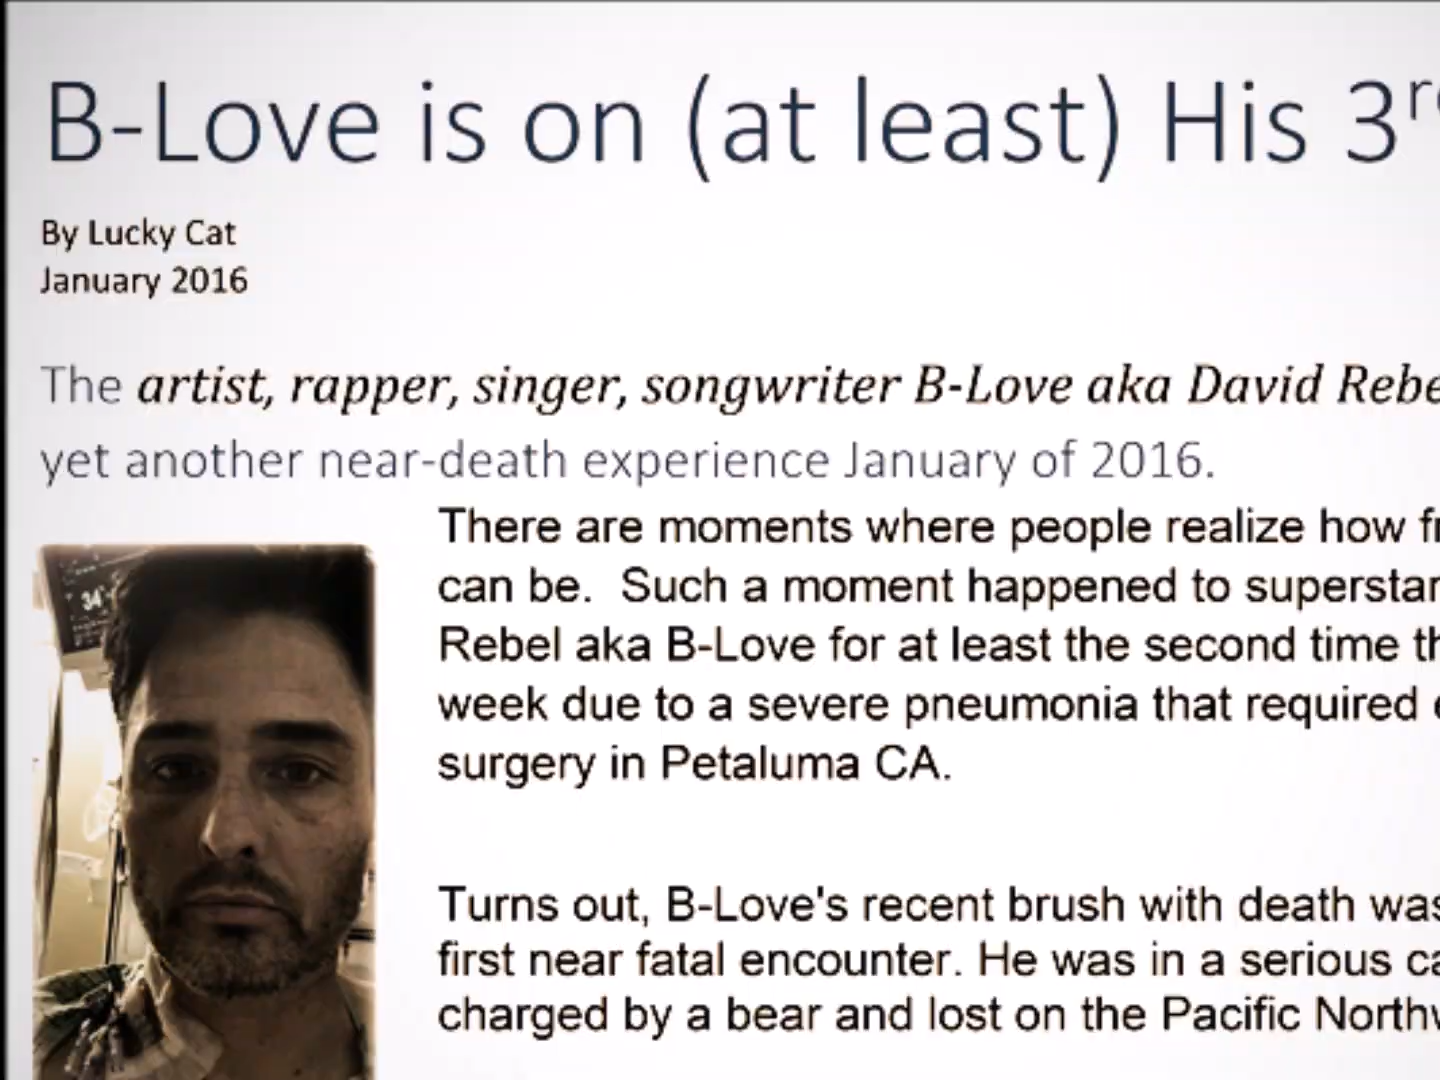 B-Love is on (at least) His 3
By Lucky Cat
January 2016
The artist, rapper, singer, songwriter B-Love aka David
yet another near-death experience January of 2016.
There are moments where people realize how
can be.  Such a moment happened to superstar
Rebel aka B-Love for at least the second time
week due to a severe pneumonia that required
surgery in Petaluma CA.
34
Turns out, B-Love's recent brush with death was
first near fatal encounter. He was in a serious
charged by a bear and lost on the Pacific